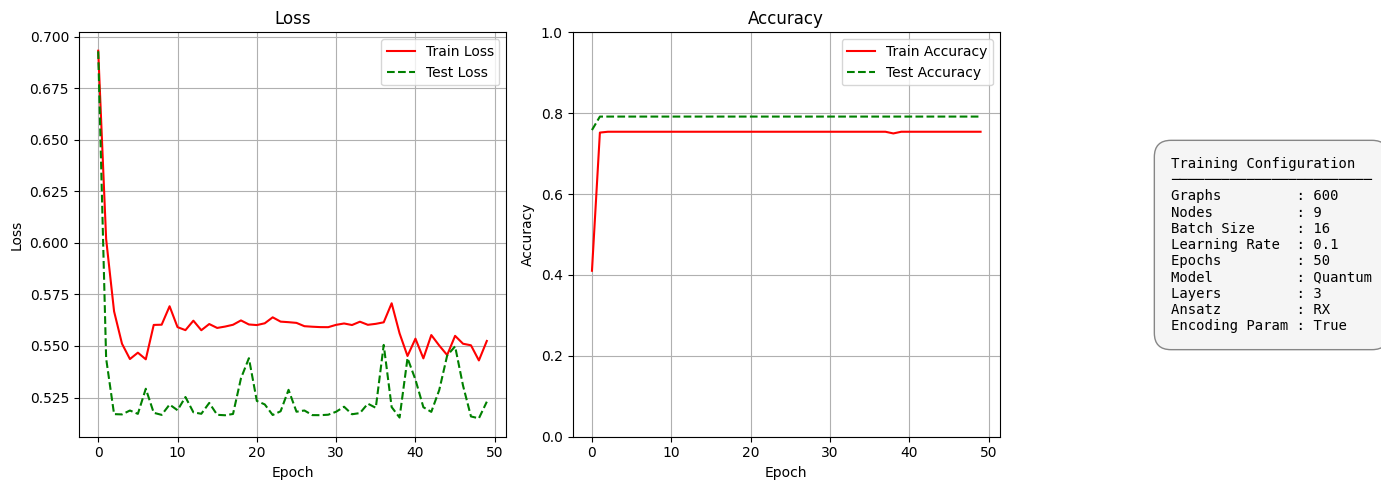 Loss
0.700
0.675
0.650
0.625
0.600
0.575
0.550
0.525
Loss
0
10
20
30
40
50
Epoch
Train Loss
Test Loss
Accuracy
1.0
0.8
0.6
0.4
0.2
0.0
Accuracy
0
10
20
30
40
50
Epoch
Train Accuracy
Test Accuracy
Training Configuration
Graphs : 600
Nodes : 9
Batch Size : 16
Learning Rate : 0.1
Epochs : 50
Model : Quantum
Layers : 3
Ansatz : RX
Encoding Param : True